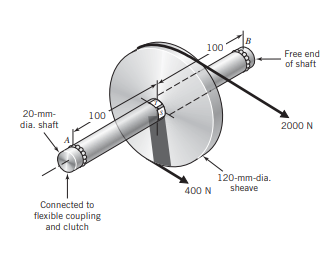 100
B
Free end
of shaft
20-mm-
dia. shaft
100
A
2000 N
120-mm-dia.
sheave
400 N
Connected to
flexible coupling
and clutch